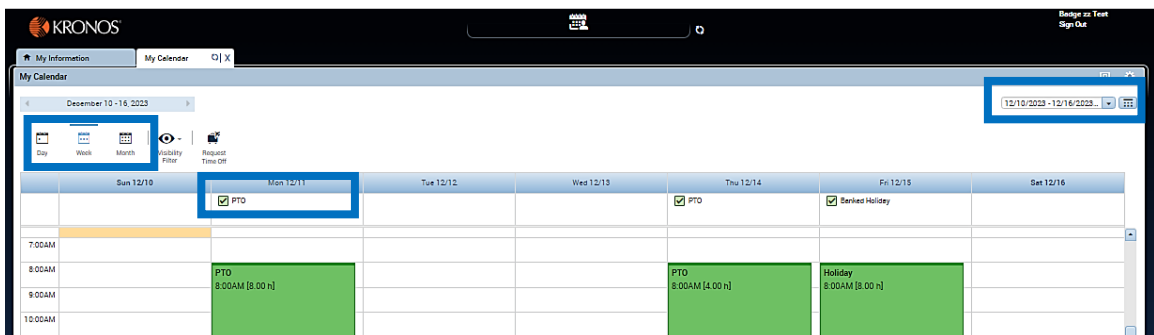 KRONOS
Badge zz Test
Sign Out
My Information
My Calendar
X
My Calendar
December 10 - 16, 2023
12/10/2023 - 12/16/2023...
Day
Week
Month
Visibility
Filter
Request
Time Off
Sun 12/10
Mon 12/11
Tue 12/12
Wed 12/13
Thu 12/14
Fri 12/15
Sat 12/16
PTO
PTO
Banked Holiday
7:00AM
8:00AM
PTO
8:00AM [8.00 h]
PTO
8:00AM [4.00 h]
Holiday
8:00AM [8.00 h]
9:00AM
10:00AM